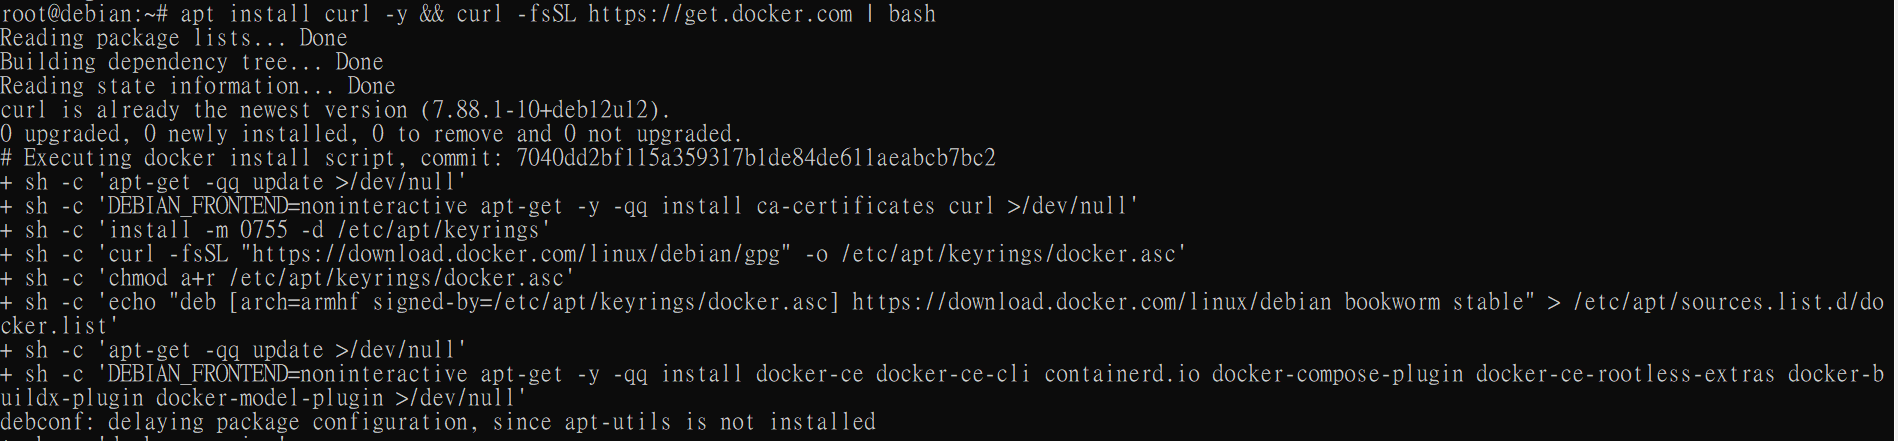 root@debian:~# apt install curl -y && curl -fsSL https://get.docker.com | bash
Reading package lists... Done
Building dependency tree... Done
Reading state information... Done
curl is already the newest version (7.88.1-10+deb12u12).
0 upgraded, 0 newly installed, 0 to remove and 0 not upgraded.
# Executing docker install script, commit: 7040dd2bf115a359317b1de84de611aeabcb7bc2
+ sh -c 'apt-get -qq update >/dev/null'
+ sh -c 'DEBIAN_FRONTEND=noninteractive apt-get -y -qq install ca-certificates curl >/dev/null'
+ sh -c 'install -m 0755 -d /etc/apt/keyrings'
+ sh -c 'curl -fsSL "https://download.docker.com/linux/debian/gpg" -o /etc/apt/keyrings/docker.asc'
+ sh -c 'chmod a+r /etc/apt/keyrings/docker.asc'
+ sh -c 'echo "deb [arch=armhf signed-by=/etc/apt/keyrings/docker.asc] https://download.docker.com/linux/debian bookworm stable" > /etc/apt/sources.list.d/do
cker.list'
+ sh -c 'apt-get -qq update >/dev/null'
+ sh -c 'DEBIAN_FRONTEND=noninteractive apt-get -y -qq install docker-ce docker-ce-cli containerd.io docker-compose-plugin docker-ce-rootless-extras docker-b
uildx-plugin docker-model-plugin >/dev/null'
debconf: delaying package configuration, since apt-utils is not installed